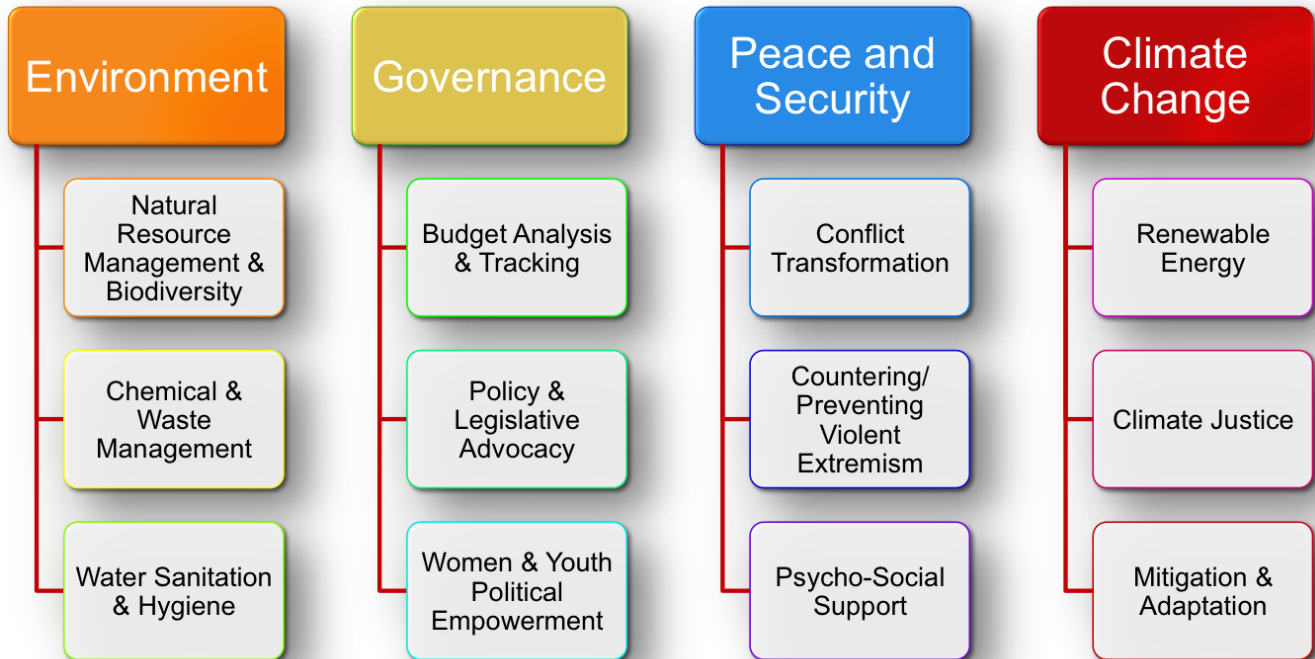 Environment
Natural
Resource
Management &
Biodiversity
Chemical &
Waste
Management
Water Sanitation
& Hygiene
Governance
Budget Analysis
& Tracking
Policy &
Legislative
Advocacy
Women & Youth
Political
Empowerment
Peace and
Security
Conflict
Transformation
Countering/
Preventing
Violent
Extremism
Psycho-Social
Support
Climate
Change
Renewable
Energy
Climate Justice
Mitigation &
Adaptation